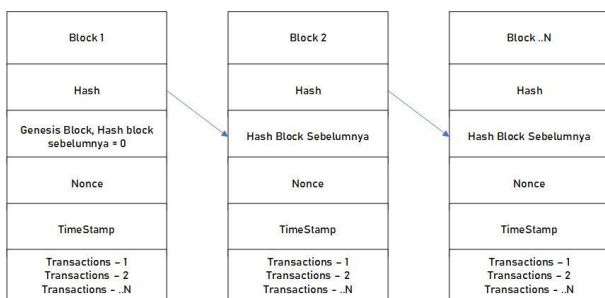 Block 1
Hash
Genesis Block, Hash block
sebelumnya = 0
Nonce
TimeStamp
Transactions - 1
Transactions - 2
Transactions - ..N
Block 2
Hash
Hash Block Sebelumnya
Nonce
TimeStamp
Transactions - 1
Transactions - 2
Transactions - ..N
Block ..N
Hash
Hash Block Sebelumnya
Nonce
TimeStamp
Transactions - 1
Transactions - 2
Transactions - ..N